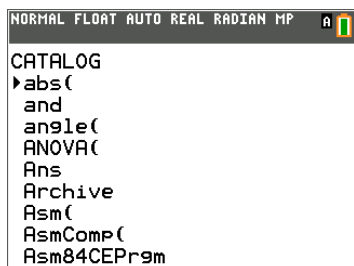 NORMAL FLOAT AUTO REAL RADIAN MP A
CATALOG
abs(
and
angle(
ANOVA(
Ans
Archive
Asm(
AsmComp(
Asm84CEPrgm